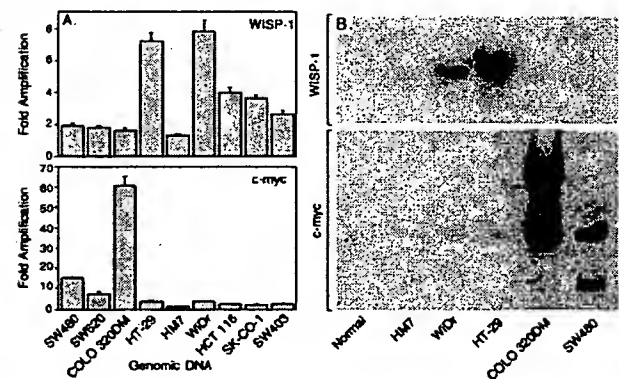 A
WISP-1
Fold Amplification
6
4
2
0
c-myc
Fold Amplification
70
60
50
40
30
20
10
0
SW480
SW620
COLO 320DM
HT-29
HM7
WiDr
HCT 116
SK-CO-1
SW403
Genomic DNA
B
WISP-1
c-myc
Normal
HM7
WiDr
HT-29
COLO 320DM
SW480